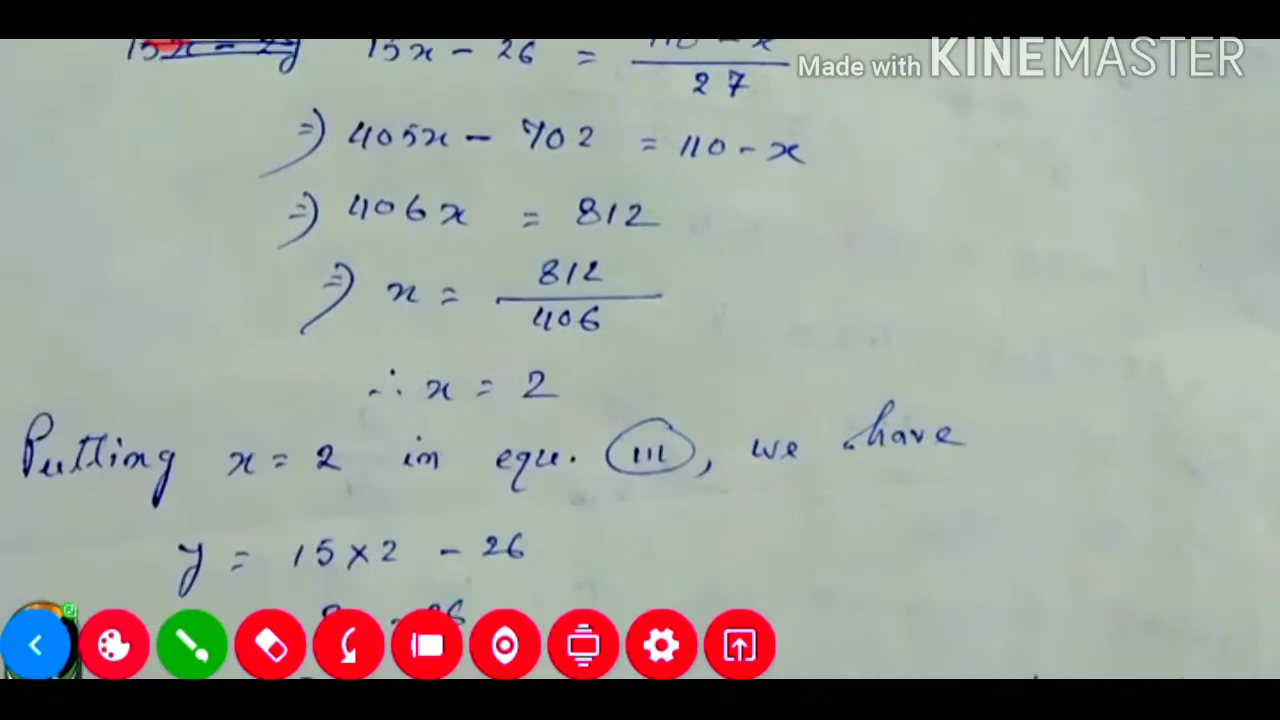 15x - 26 = 110 - x / 27
Made with KINEMASTER
⇒ 405x - 702 = 110 - x
⇒ 406x = 812
⇒ x = 812 / 406
∴ x = 2
Putting x = 2 in equ. (III), we have
y = 15 × 2 - 26